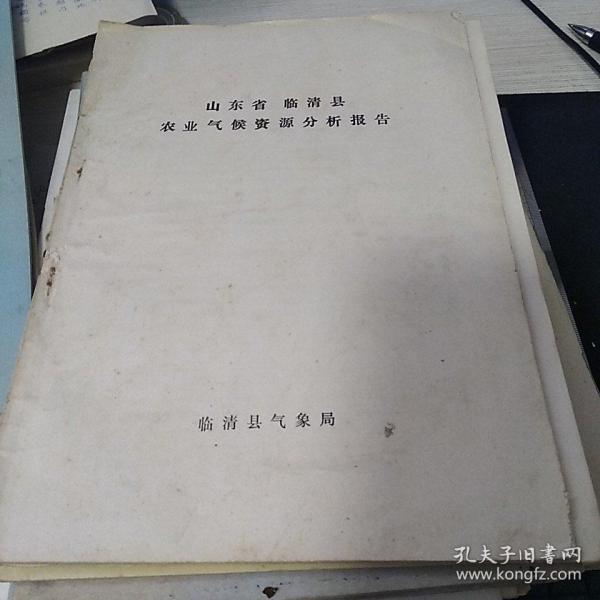 山东省 临清县
农业气候资源分析报告
临清县气象局
孔夫子旧书网
www.kongfz.com